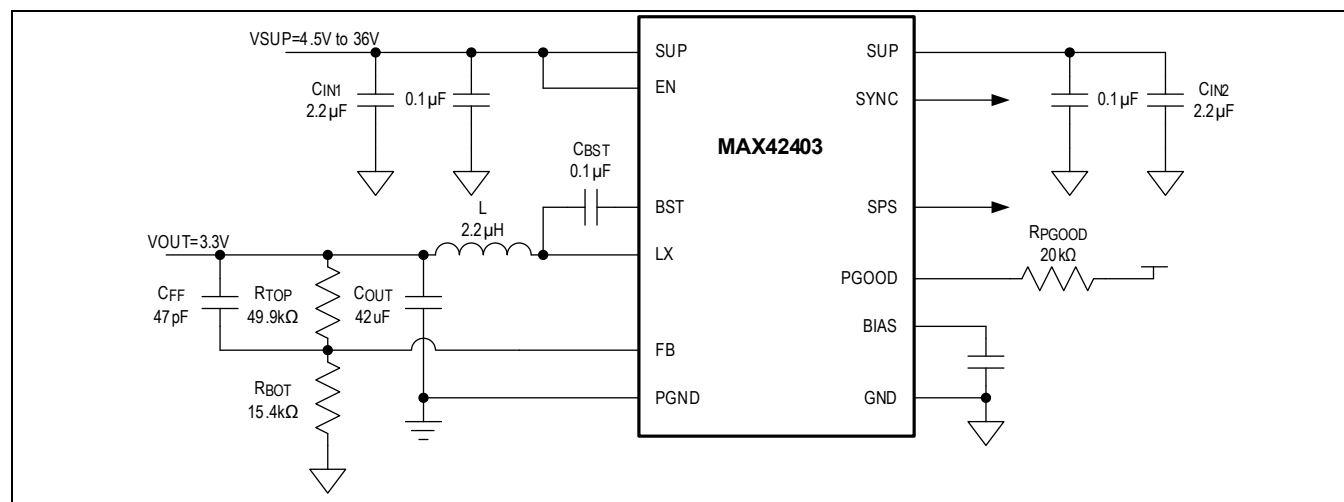 VSUP=4.5V to 36V
CIN1
2.2µF
0.1µF
SUP
EN
CBST
0.1µF
BST
L
2.2µH
LX
VOUT=3.3V
CFF
47pF
RTOP
49.9kΩ
COUT
42uF
FB
RBOT
15.4kΩ
PGND
MAX42403
SUP
SYNC
0.1µF
CIN2
2.2µF
SPS
RPGOOD
20kΩ
PGOOD
BIAS
GND